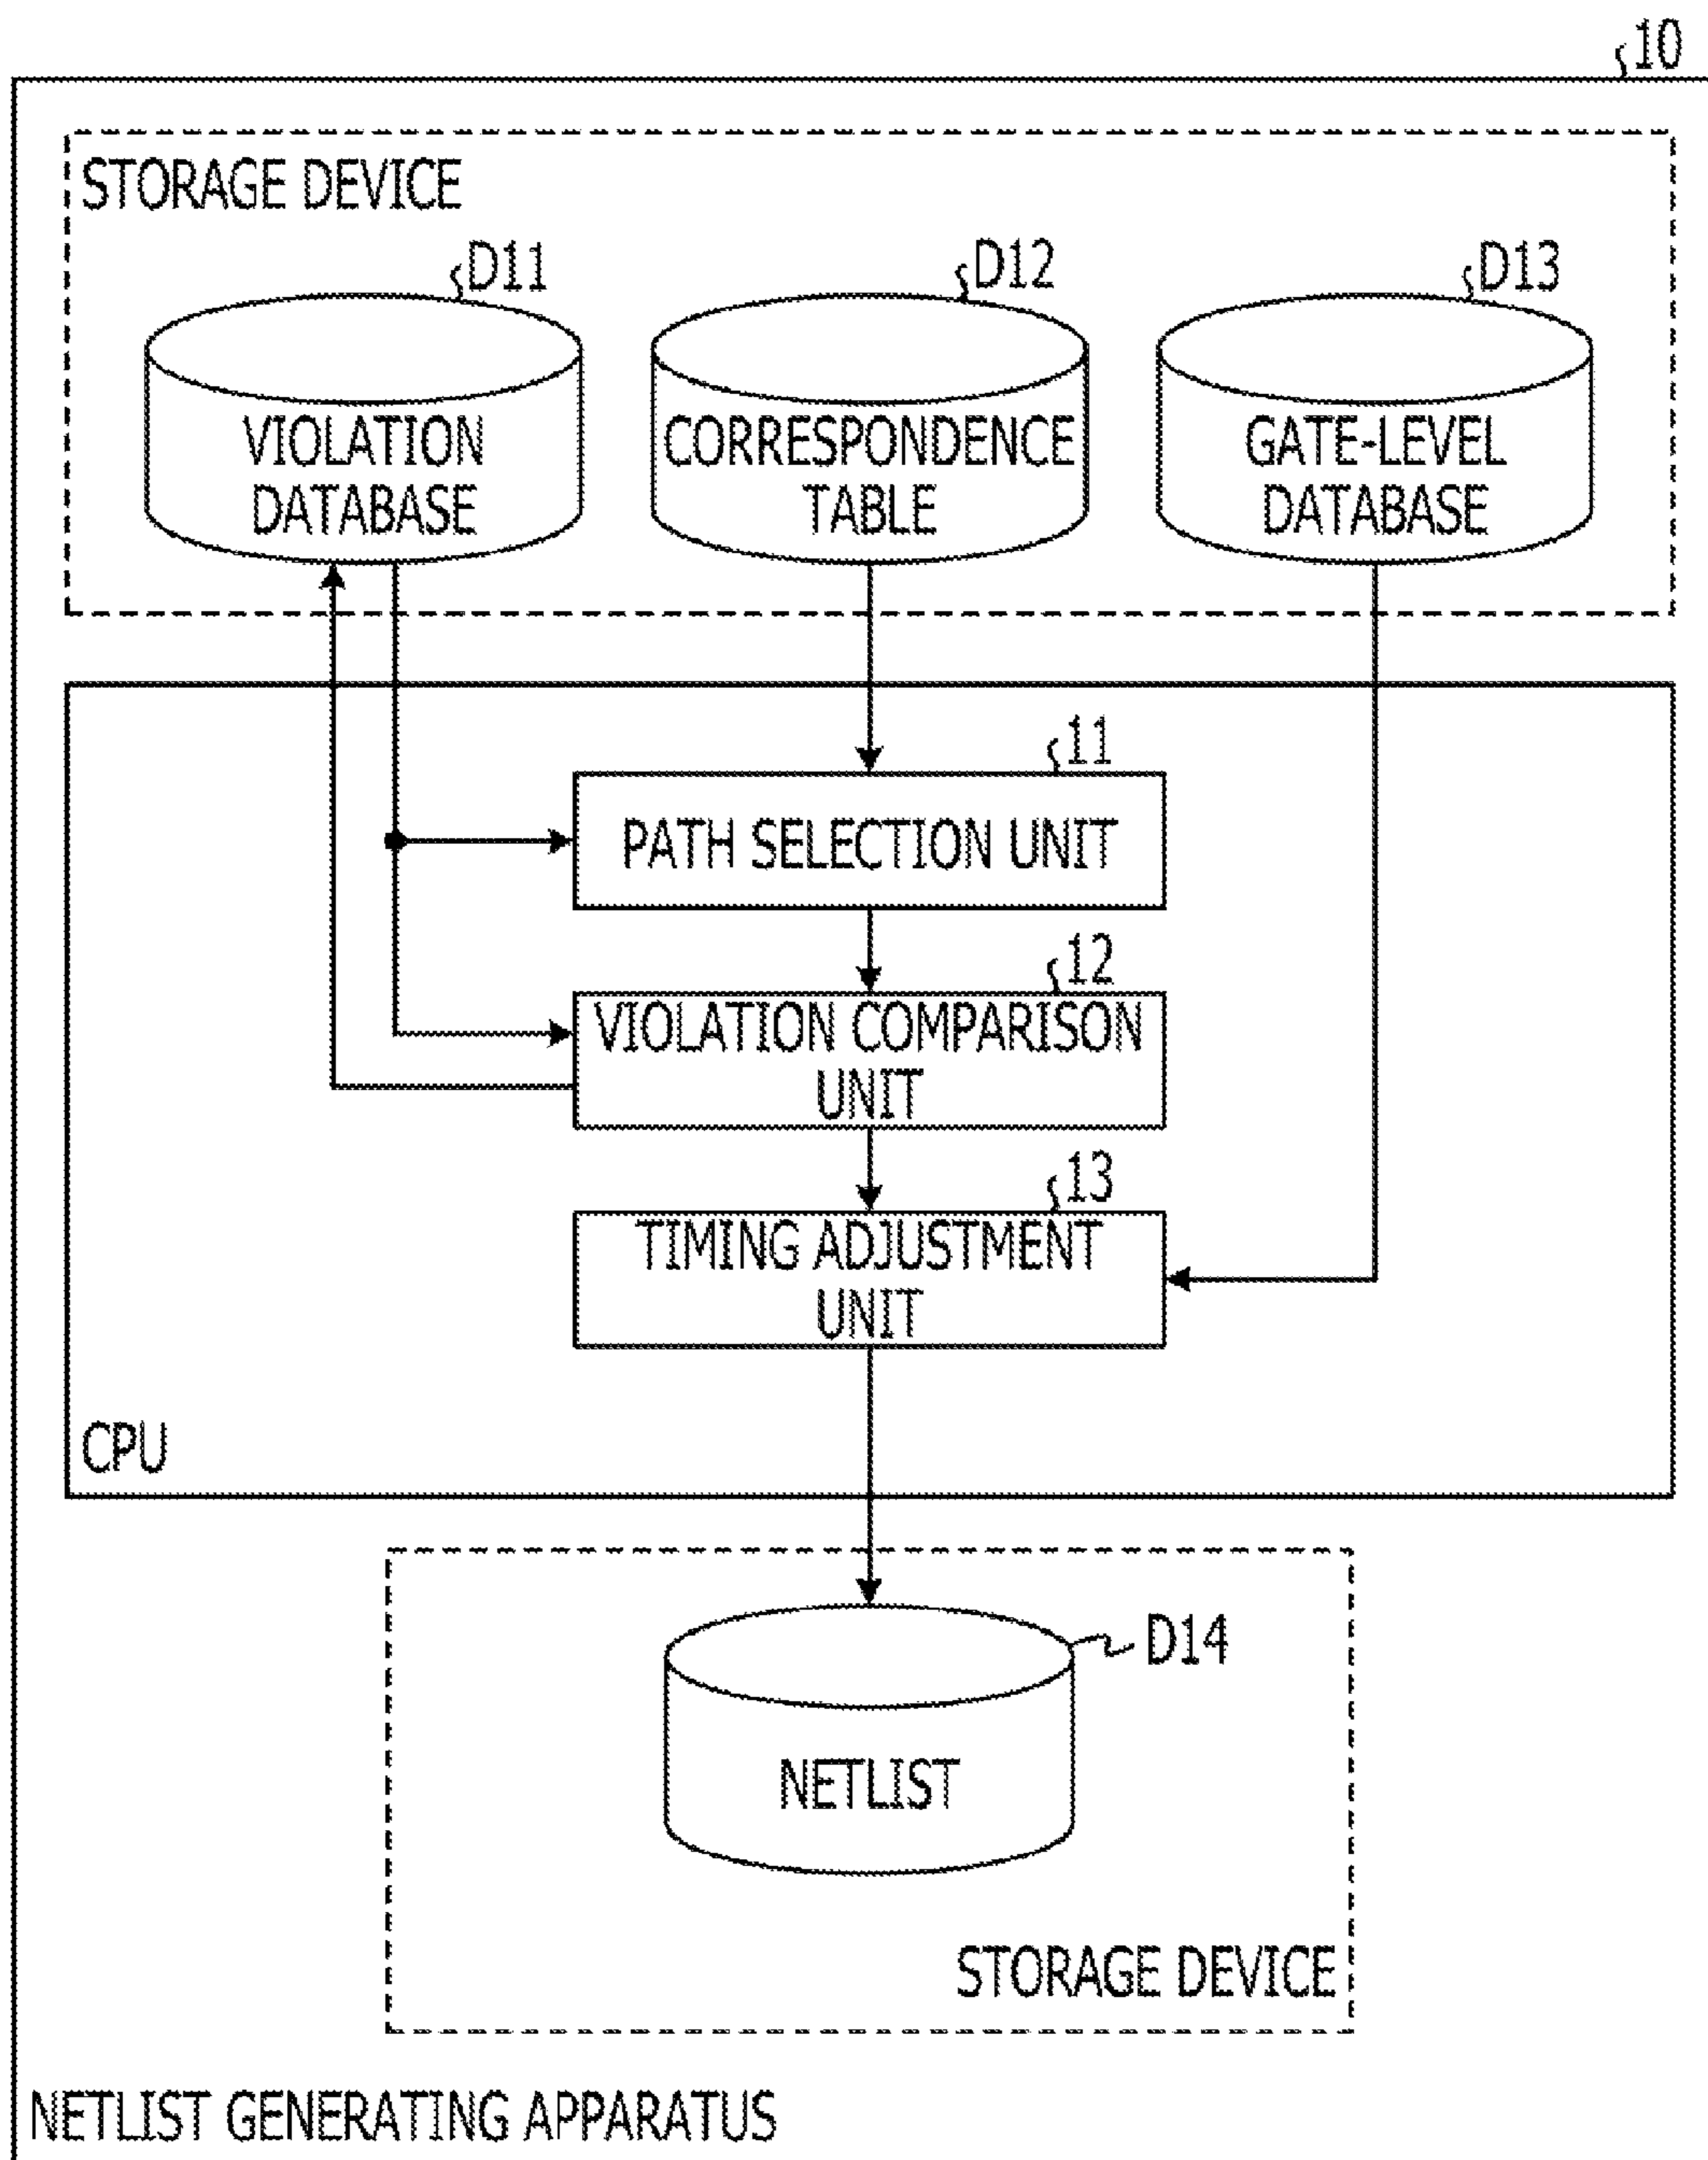 10
STORAGE DEVICE
D11
D12
D13
VIOLATION
DATABASE
CORRESPONDENCE
TABLE
GATE-LEVEL
DATABASE
11
PATH SELECTION UNIT
12
VIOLATION COMPARISON
UNIT
13
TIMING ADJUSTMENT
UNIT
CPU
D14
NETLIST
STORAGE DEVICE
NETLIST GENERATING APPARATUS